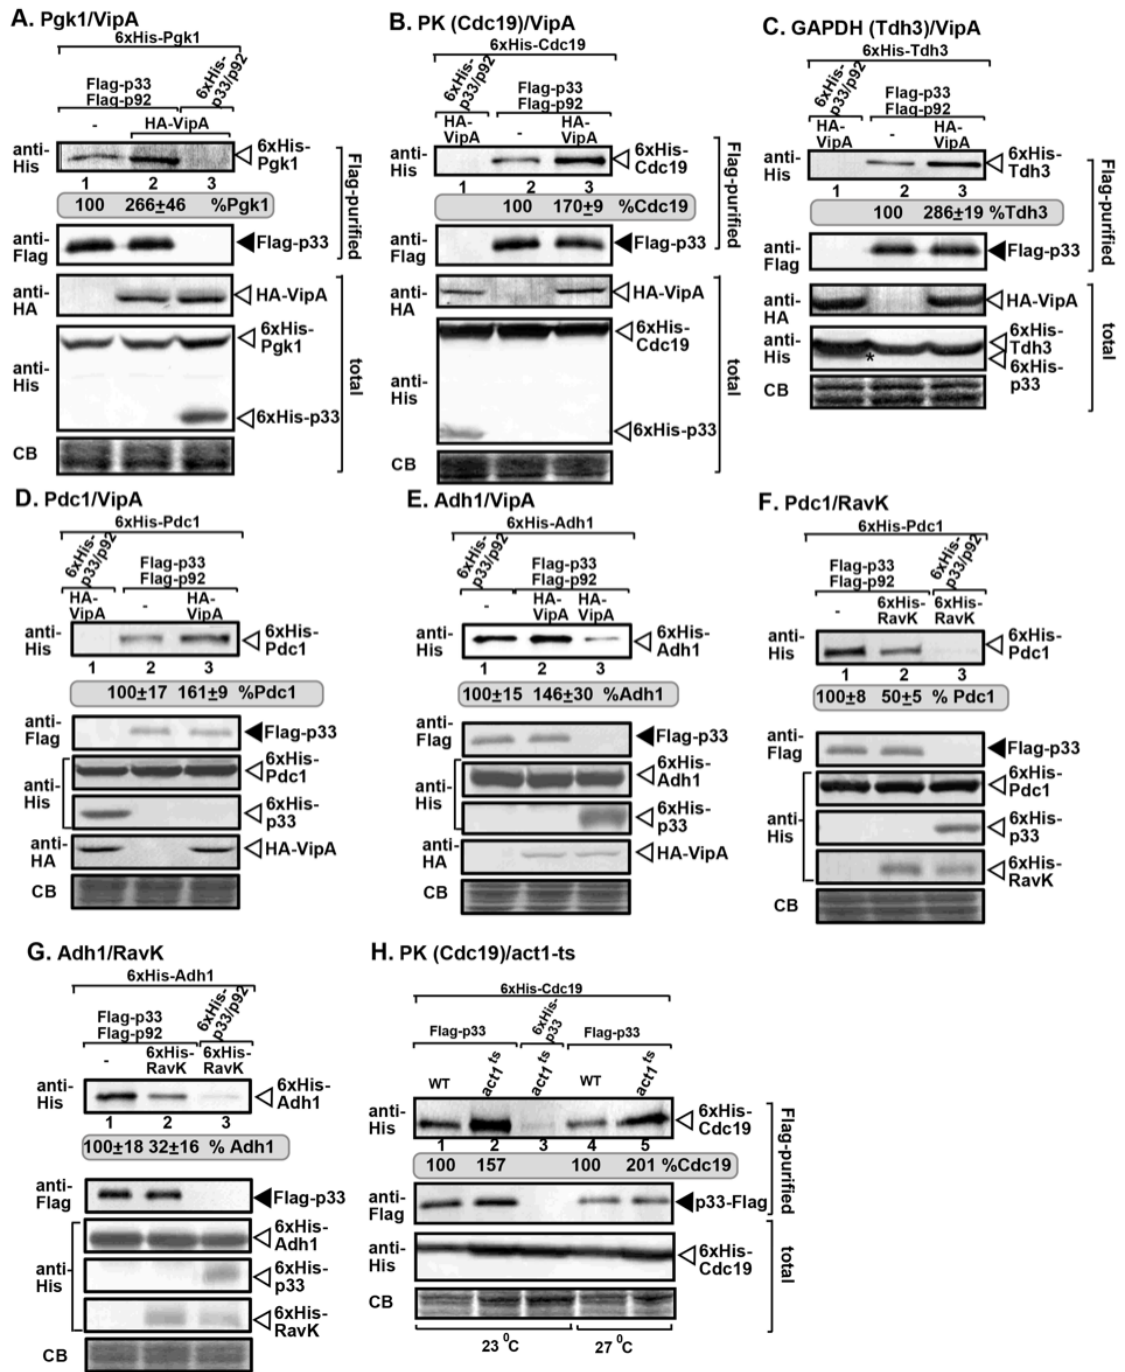 A. Pgk1/VipA
6xHis-Pgk1
Flag-p33
Flag-p92
6xHis-
p33/p92
-
HA-VipA
anti-
His
6xHis-
Pgk1
1 2 3
100 266±46 %Pgk1
anti-
Flag
Flag-p33
Flag-purified
anti-
HA
HA-VipA
anti-
His
6xHis-
Pgk1
6xHis-p33
CB
total
B. PK (Cdc19)/VipA
6xHis-Cdc19
6xHis-
p33/p92
Flag-p33
Flag-p92
HA-
VipA
-
HA-
VipA
anti-
His
6xHis-
Cdc19
1 2 3
100 170±9 %Cdc19
anti-
Flag
Flag-p33
Flag-purified
anti-
HA
HA-VipA
anti-
His
6xHis-
Cdc19
6xHis-p33
CB
total
C. GAPDH (Tdh3)/VipA
6xHis-Tdh3
6xHis-
p33/p92
Flag-p33
Flag-p92
HA-
VipA
-
HA-
VipA
anti-
His
6xHis-
Tdh3
1 2 3
100 286±19 %Tdh3
anti-
Flag
Flag-p33
Flag-purified
anti-
HA
HA-VipA
anti-
His
*
6xHis-
Tdh3
6xHis-
p33
CB
total
D. Pdc1/VipA
6xHis-Pdc1
6xHis-
p33/p92
Flag-p33
Flag-p92
HA-
VipA
-
HA-
VipA
anti-
His
6xHis-
Pdc1
1 2 3
100±17 161±9 %Pdc1
anti-
Flag
Flag-p33
anti-
His
6xHis-
Pdc1
6xHis-
p33
anti-
HA
HA-VipA
CB
E. Adh1/VipA
6xHis-Adh1
6xHis-
p33/p92
Flag-p33
Flag-p92
-
HA-
VipA
HA-
VipA
anti-
His
6xHis-
Adh1
1 2 3
100±15 146±30 %Adh1
anti-
Flag
Flag-p33
anti-
His
6xHis-
Adh1
6xHis-
p33
anti-
HA
HA-VipA
CB
F. Pdc1/RavK
6xHis-Pdc1
Flag-p33
Flag-p92
6xHis-
p33/p92
-
6xHis-
RavK
6xHis-
RavK
anti-
His
6xHis-
Pdc1
1 2 3
100±8 50±5 % Pdc1
anti-
Flag
Flag-p33
anti-
His
6xHis-
Pdc1
6xHis-
p33
6xHis-
RavK
CB
G. Adh1/RavK
6xHis-Adh1
Flag-p33
Flag-p92
6xHis-
p33/p92
-
6xHis-
RavK
6xHis-
RavK
anti-
His
6xHis-
Adh1
1 2 3
100±18 32±16 % Adh1
anti-
Flag
Flag-p33
anti-
His
6xHis-
Adh1
6xHis-
p33
6xHis-
RavK
CB
H. PK (Cdc19)/act1-ts
6xHis-Cdc19
Flag-p33
6xHis-
p33
Flag-p33
WT
act1 ts
act1 ts
WT
act1 ts
anti-
His
6xHis-
Cdc19
1 2 3 4 5
100 157 100 201 %Cdc19
anti-
Flag
p33-Flag
Flag-purified
anti-
His
6xHis-
Cdc19
CB
total
23 ⁰C 27 ⁰C